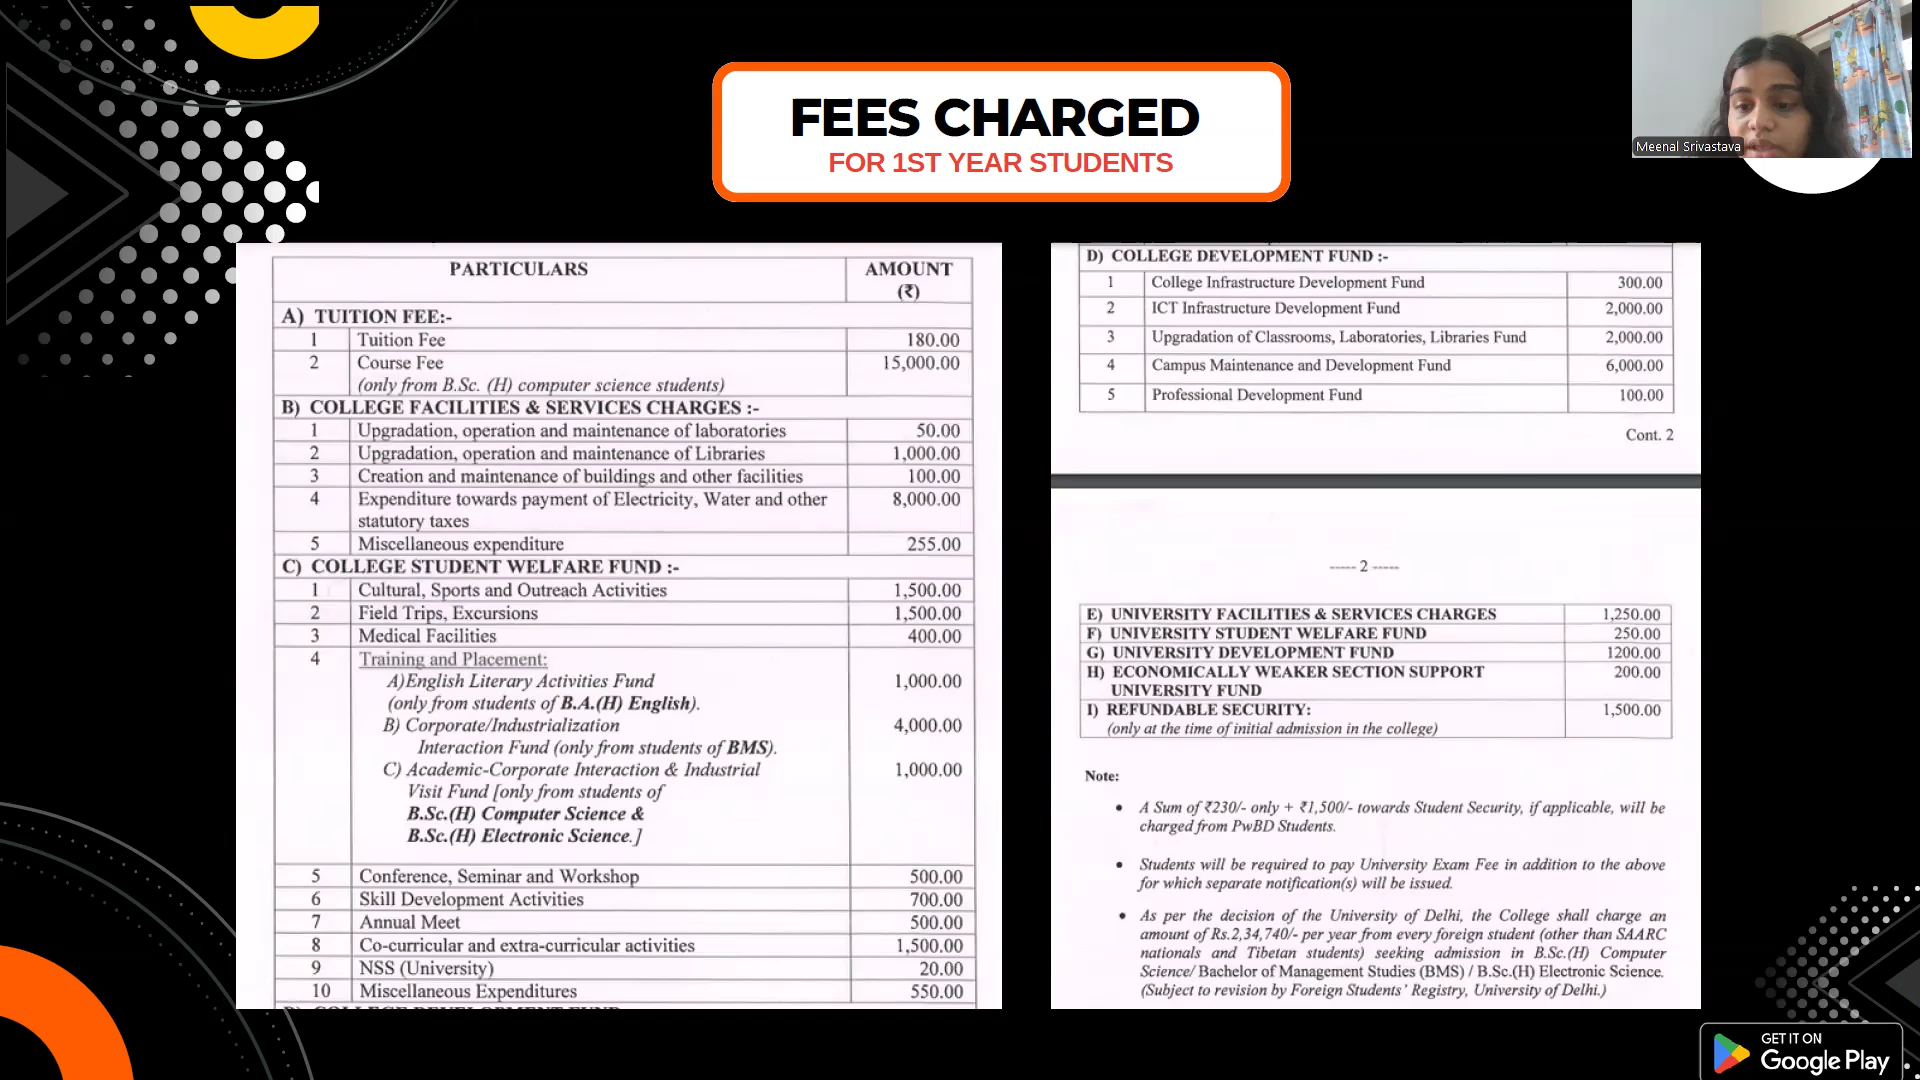 FEES CHARGED
FOR 1ST YEAR STUDENTS
Meenal Srivastava
PARTICULARS AMOUNT
(₹)
A) TUITION FEE:-
1 Tuition Fee 180.00
2 Course Fee 15,000.00
(only from B.Sc. (H) computer science students)
B) COLLEGE FACILITIES & SERVICES CHARGES :-
1 Upgradation, operation and maintenance of laboratories 50.00
2 Upgradation, operation and maintenance of Libraries 1,000.00
3 Creation and maintenance of buildings and other facilities 100.00
4 Expenditure towards payment of Electricity, Water and other 8,000.00
statutory taxes
5 Miscellaneous expenditure 255.00
C) COLLEGE STUDENT WELFARE FUND :-
1 Cultural, Sports and Outreach Activities 1,500.00
2 Field Trips, Excursions 1,500.00
3 Medical Facilities 400.00
4 Training and Placement:
A)English Literary Activities Fund 1,000.00
(only from students of B.A.(H) English).
B) Corporate/Industrialization 4,000.00
Interaction Fund (only from students of BMS).
C) Academic-Corporate Interaction & Industrial 1,000.00
Visit Fund [only from students of
B.Sc.(H) Computer Science &
B.Sc.(H) Electronic Science.]
5 Conference, Seminar and Workshop 500.00
6 Skill Development Activities 700.00
7 Annual Meet 500.00
8 Co-curricular and extra-curricular activities 1,500.00
9 NSS (University) 20.00
10 Miscellaneous Expenditures 550.00
D) COLLEGE DEVELOPMENT FUND :-
1 College Infrastructure Development Fund 300.00
2 ICT Infrastructure Development Fund 2,000.00
3 Upgradation of Classrooms, Laboratories, Libraries Fund 2,000.00
4 Campus Maintenance and Development Fund 6,000.00
5 Professional Development Fund 100.00
Cont. 2
----- 2 -----
E) UNIVERSITY FACILITIES & SERVICES CHARGES 1,250.00
F) UNIVERSITY STUDENT WELFARE FUND 250.00
G) UNIVERSITY DEVELOPMENT FUND 1200.00
H) ECONOMICALLY WEAKER SECTION SUPPORT 200.00
UNIVERSITY FUND
I) REFUNDABLE SECURITY: 1,500.00
(only at the time of initial admission in the college)
Note:
• A Sum of ₹230/- only + ₹1,500/- towards Student Security, if applicable, will be
charged from PwBD Students.
• Students will be required to pay University Exam Fee in addition to the above
for which separate notification(s) will be issued.
• As per the decision of the University of Delhi, the College shall charge an
amount of Rs.2,34,740/- per year from every foreign student (other than SAARC
nationals and Tibetan students) seeking admission in B.Sc.(H) Computer
Science/ Bachelor of Management Studies (BMS) / B.Sc.(H) Electronic Science.
(Subject to revision by Foreign Students' Registry, University of Delhi.)
GET IT ON
Google Play